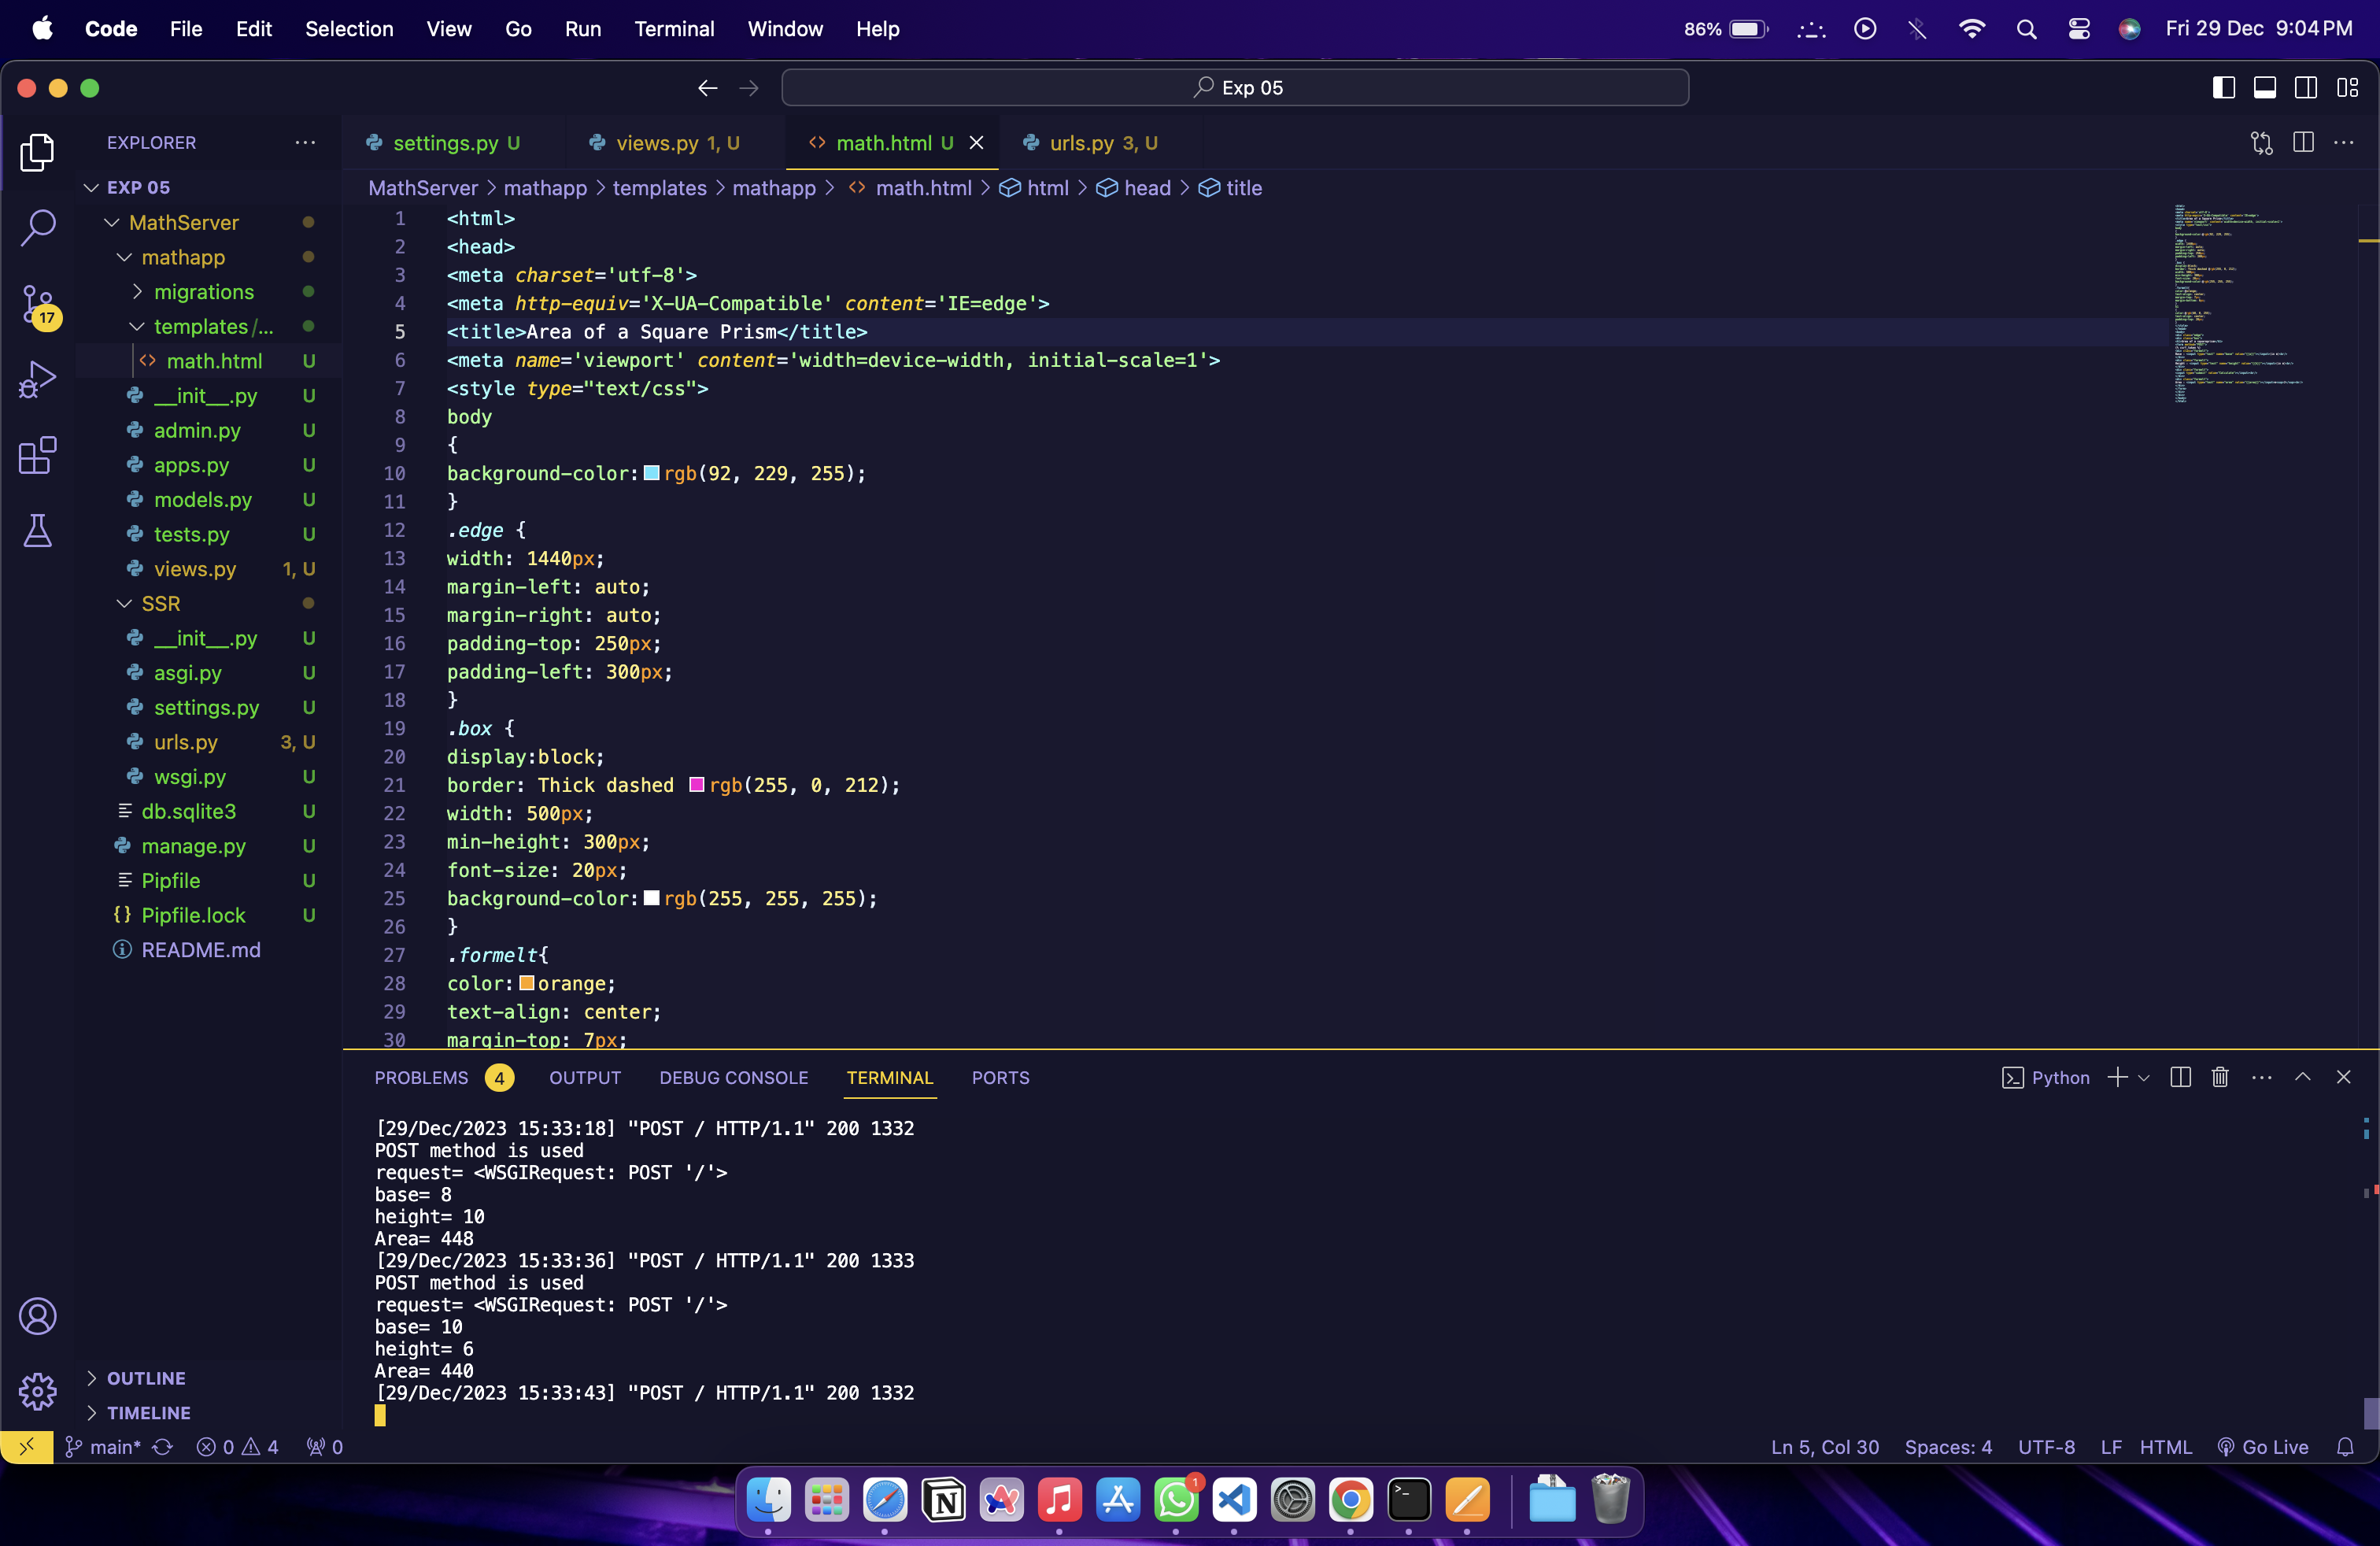 Code File Edit Selection View Go Run Terminal Window Help 86% Fri 29 Dec 9:04 PM
Exp 05
EXPLORER
settings.py U views.py 1, U <> math.html U urls.py 3, U
EXP 05
MathServer > mathapp > templates > mathapp > <> math.html > html > head > title
MathServer
mathapp
migrations
templates/...
<> math.html U
__init__.py U
admin.py U
apps.py U
models.py U
tests.py U
views.py 1, U
SSR
__init__.py U
asgi.py U
settings.py U
urls.py 3, U
wsgi.py U
db.sqlite3 U
manage.py U
Pipfile U
{} Pipfile.lock U
README.md
OUTLINE
TIMELINE
17
1 <html>
2 <head>
3 <meta charset='utf-8'>
4 <meta http-equiv='X-UA-Compatible' content='IE=edge'>
5 <title>Area of a Square Prism</title>
6 <meta name='viewport' content='width=device-width, initial-scale=1'>
7 <style type="text/css">
8 body
9 {
10 background-color:rgb(92, 229, 255);
11 }
12 .edge {
13 width: 1440px;
14 margin-left: auto;
15 margin-right: auto;
16 padding-top: 250px;
17 padding-left: 300px;
18 }
19 .box {
20 display:block;
21 border: Thick dashed rgb(255, 0, 212);
22 width: 500px;
23 min-height: 300px;
24 font-size: 20px;
25 background-color:rgb(255, 255, 255);
26 }
27 .formelt{
28 color:orange;
29 text-align: center;
30 margin-top: 7px;
PROBLEMS 4 OUTPUT DEBUG CONSOLE TERMINAL PORTS Python
[29/Dec/2023 15:33:18] "POST / HTTP/1.1" 200 1332
POST method is used
request= <WSGIRequest: POST '/'>
base= 8
height= 10
Area= 448
[29/Dec/2023 15:33:36] "POST / HTTP/1.1" 200 1333
POST method is used
request= <WSGIRequest: POST '/'>
base= 10
height= 6
Area= 440
[29/Dec/2023 15:33:43] "POST / HTTP/1.1" 200 1332
main* 0 4 0 Ln 5, Col 30 Spaces: 4 UTF-8 LF HTML Go Live
1